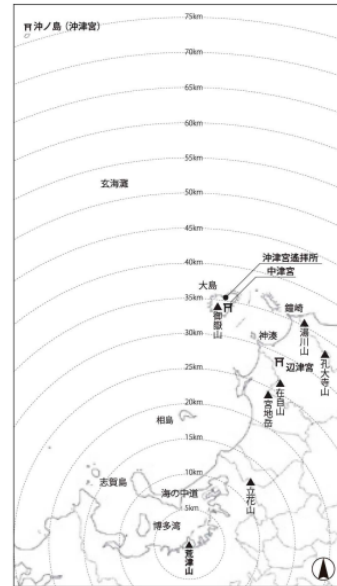 75km
沖ノ島（沖津宮）
70km
65km
60km
55km
玄海灘
50km
45km
40km
沖津宮遙拝所
中津宮
大島
35km
鐘崎
御嶽山
神湊
湯川山
30km
孔大寺山
辺津宮
25km
在自山
宮地岳
20km
相島
15km
10km
志賀島
海の中道
立花山
5km
博多湾
荒津山